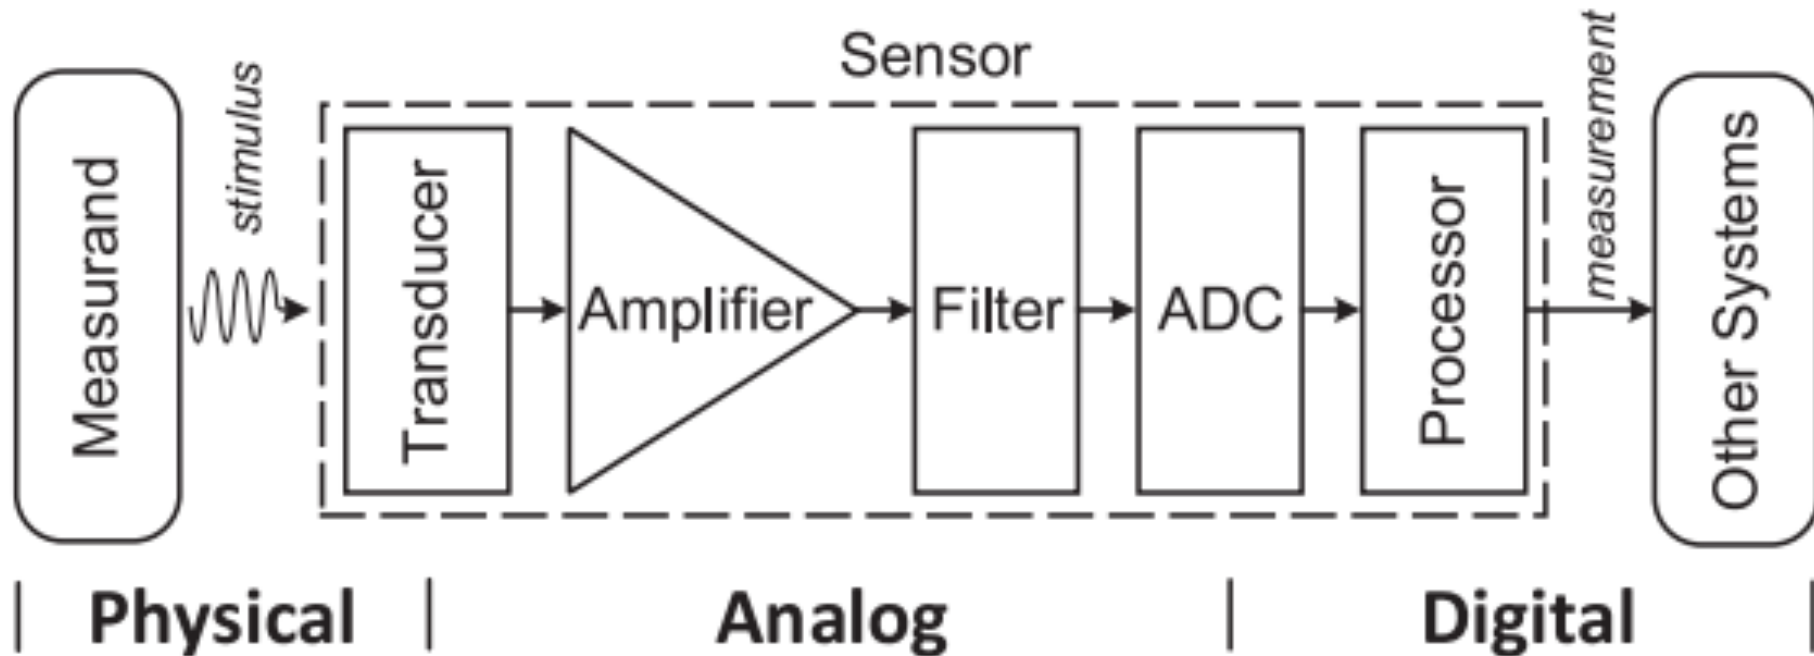 Sensor
Measurand
stimulus
Transducer
Amplifier
Filter
ADC
Processor
measurement
Other Systems
Physical
Analog
Digital